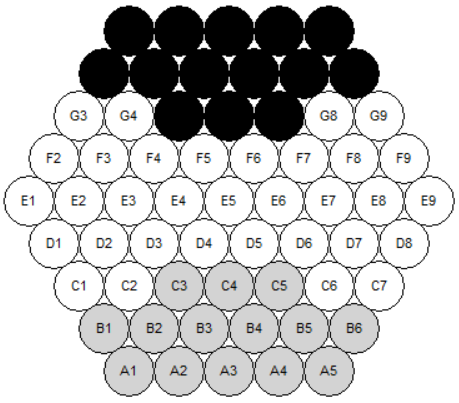 G3 G4 G8 G9
F2 F3 F4 F5 F6 F7 F8 F9
E1 E2 E3 E4 E5 E6 E7 E8 E9
D1 D2 D3 D4 D5 D6 D7 D8
C1 C2 C3 C4 C5 C6 C7
B1 B2 B3 B4 B5 B6
A1 A2 A3 A4 A5